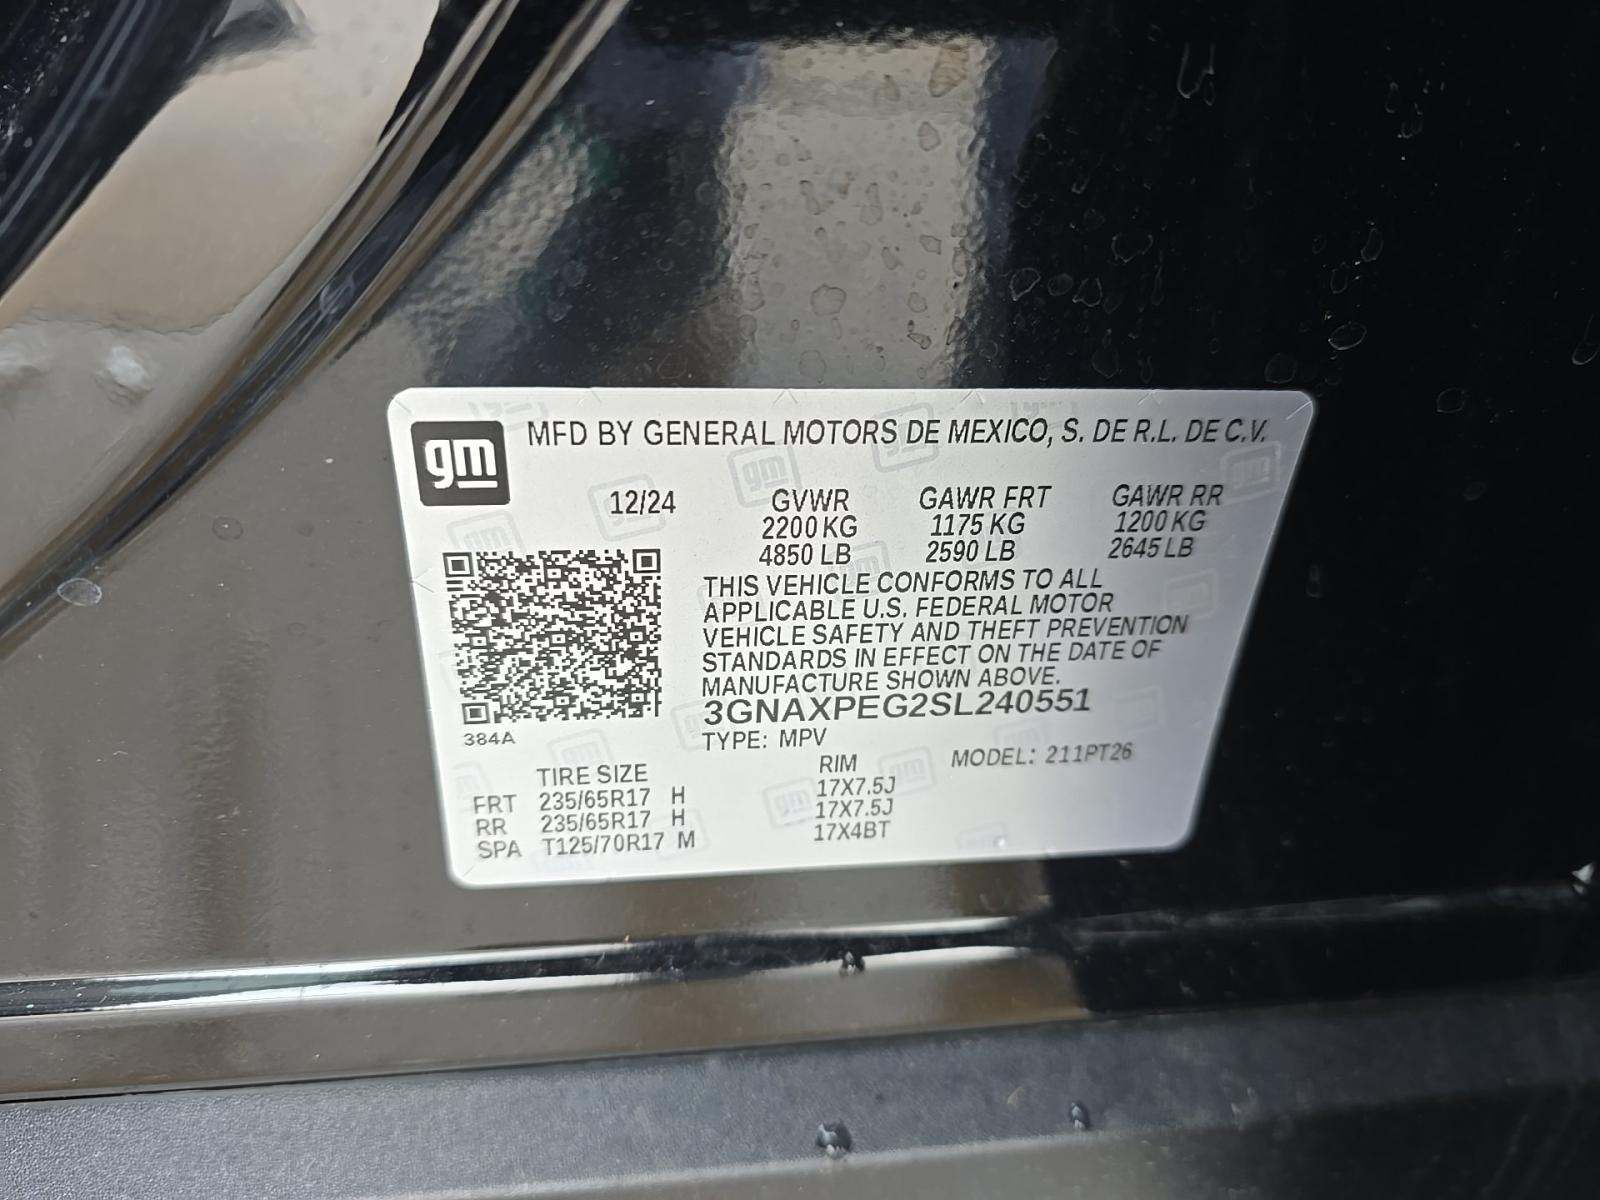 gm
MFD BY GENERAL MOTORS DE MEXICO, S. DE R.L. DE C.V.
12/24 GVWR GAWR FRT GAWR RR
2200 KG 1175 KG 1200 KG
4850 LB 2590 LB 2645 LB
THIS VEHICLE CONFORMS TO ALL
APPLICABLE U.S. FEDERAL MOTOR
VEHICLE SAFETY AND THEFT PREVENTION
STANDARDS IN EFFECT ON THE DATE OF
MANUFACTURE SHOWN ABOVE.
3GNAXPEG2SL240551
384A
TYPE: MPV MODEL: 211PT26
TIRE SIZE RIM
FRT 235/65R17 H 17X7.5J
RR 235/65R17 H 17X7.5J
SPA T125/70R17 M 17X4BT